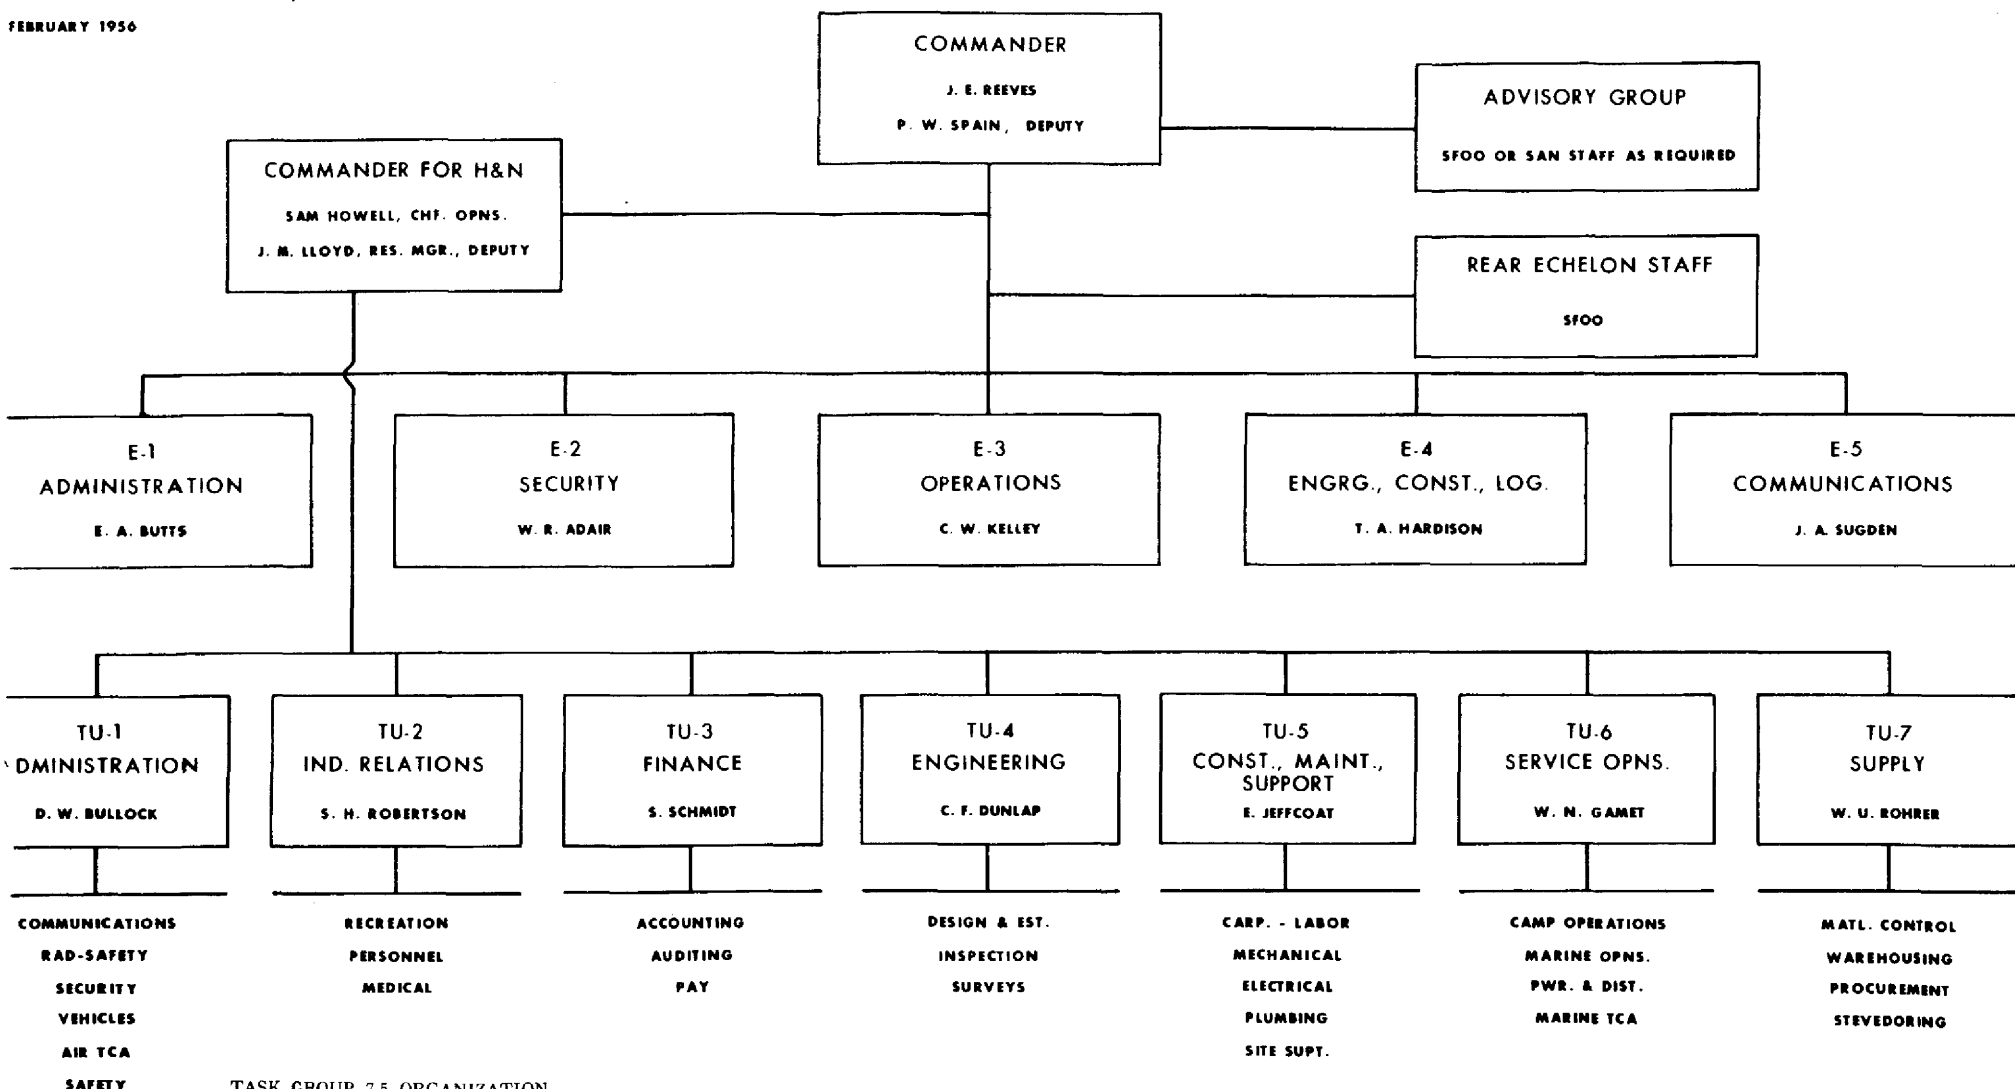 FEBRUARY 1956
COMMANDER
J. E. REEVES
P. W. SPAIN, DEPUTY
ADVISORY GROUP
SFOO OR SAN STAFF AS REQUIRED
COMMANDER FOR H&N
SAM HOWELL, CHF. OPNS.
J. M. LLOYD, RES. MGR., DEPUTY
REAR ECHELON STAFF
SFOO
E-1
ADMINISTRATION
E. A. BUTTS
E-2
SECURITY
W. R. ADAIR
E-3
OPERATIONS
C. W. KELLEY
E-4
ENGRG., CONST., LOG.
T. A. HARDISON
E-5
COMMUNICATIONS
J. A. SUGDEN
TU-1
DMINISTRATION
D. W. BULLOCK
TU-2
IND. RELATIONS
S. H. ROBERTSON
TU-3
FINANCE
S. SCHMIDT
TU-4
ENGINEERING
C. F. DUNLAP
TU-5
CONST., MAINT.,
SUPPORT
E. JEFFCOAT
TU-6
SERVICE OPNS.
W. N. GAMET
TU-7
SUPPLY
W. U. ROHRER
COMMUNICATIONS
RAD-SAFETY
SECURITY
VEHICLES
AIR TCA
SAFETY
RECREATION
PERSONNEL
MEDICAL
ACCOUNTING
AUDITING
PAY
DESIGN & EST.
INSPECTION
SURVEYS
CARP. - LABOR
MECHANICAL
ELECTRICAL
PLUMBING
SITE SUPT.
CAMP OPERATIONS
MARINE OPNS.
PWR. & DIST.
MARINE TCA
MATL. CONTROL
WAREHOUSING
PROCUREMENT
STEVEDORING
TASK GROUP 7.5 ORGANIZATION